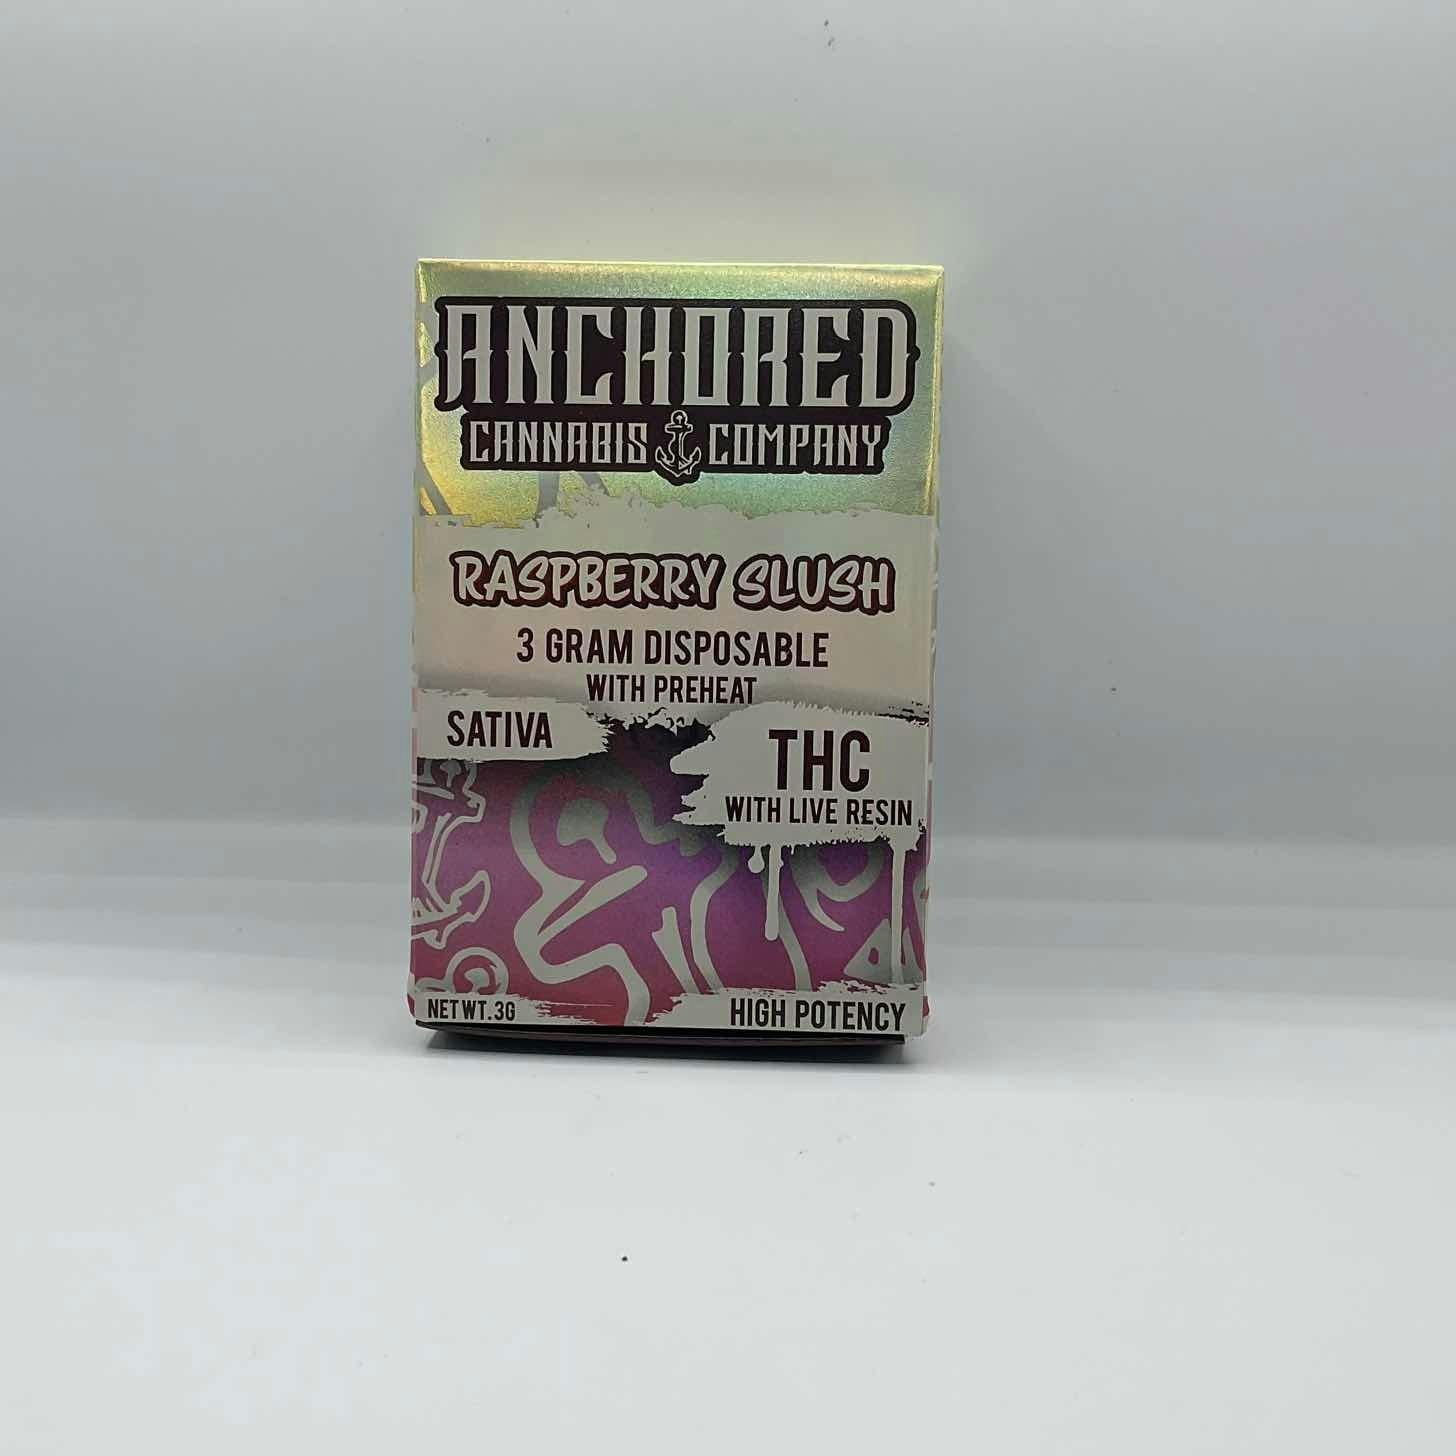 ANCHORED
CANNABIS COMPANY
RASPBERRY SLUSH
3 GRAM DISPOSABLE
WITH PREHEAT
SATIVA
THC
WITH LIVE RESIN
NET WT. 3G
HIGH POTENCY